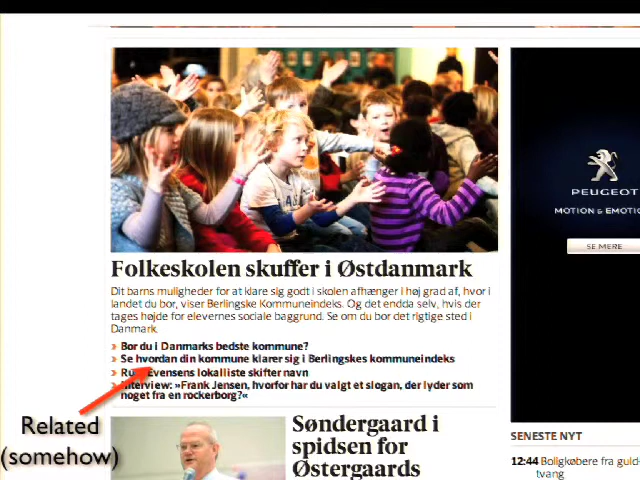 Folkeskolen skuffer i Østdanmark
Dit barns muligheder for at klare sig godt i skolen afhænger i høj grad af, hvor i
landet du bor, viser Berlingske Kommuneindeks. Og det endda selv, hvis der
tages højde for elevernes sociale baggrund. Se om du bor det rigtige sted i
Danmark.
» Bor du i Danmarks bedste kommune?
» Se hvordan din kommune klarer sig i Berlingskes kommuneindeks
Evensens lokalliste skifter navn
Interview: »Frank Jensen, hvorfor har du valgt et slogan, der lyder som
noget fra en rockerborg?«
Related
(somehow)
Søndergaard i
spidsen for
Østergaards
PEUGEOT
MOTION & EMOTIO
SE MERE
SENESTE NYT
12:44 Boligkøbere fra guld-
tvang